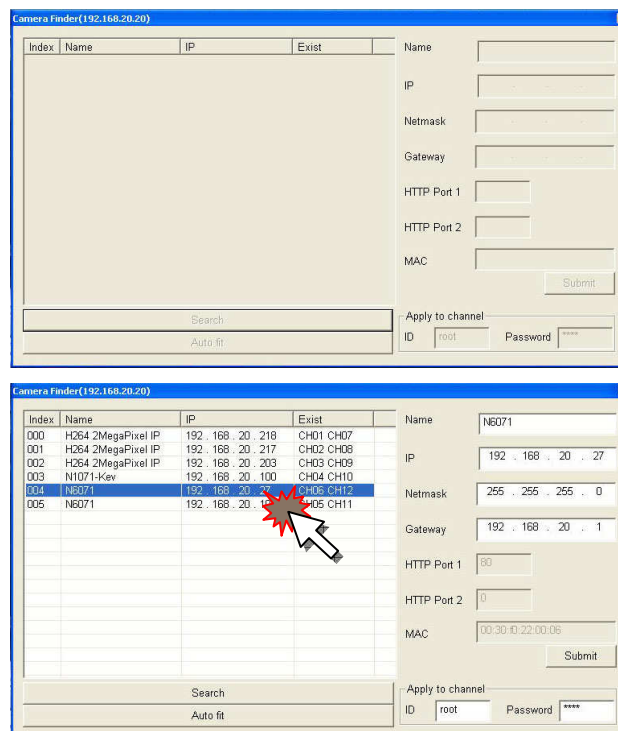 Camera Finder(192.168.20.20)
Index Name IP Exist
Name
IP
Netmask
Gateway
HTTP Port 1
HTTP Port 2
MAC
Submit
Search
Auto fit
Apply to channel
ID root Password ****
Camera Finder(192.168.20.20)
Index Name IP Exist
000 H264 2MegaPixel IP 192 . 168 . 20 . 218 CH01 CH07
001 H264 2MegaPixel IP 192 . 168 . 20 . 217 CH02 CH08
002 H264 2MegaPixel IP 192 . 168 . 20 . 203 CH03 CH09
003 N1071-Kev 192 . 168 . 20 . 100 CH04 CH10
004 N6071 192 . 168 . 20 . 27 CH06 CH12
005 N6071 192 . 168 . 20 . CH05 CH11
Name N6071
IP 192 . 168 . 20 . 27
Netmask 255 . 255 . 255 . 0
Gateway 192 . 168 . 20 . 1
HTTP Port 1 80
HTTP Port 2 0
MAC 00:30:f0:22:00:06
Submit
Search
Auto fit
Apply to channel
ID root Password ****